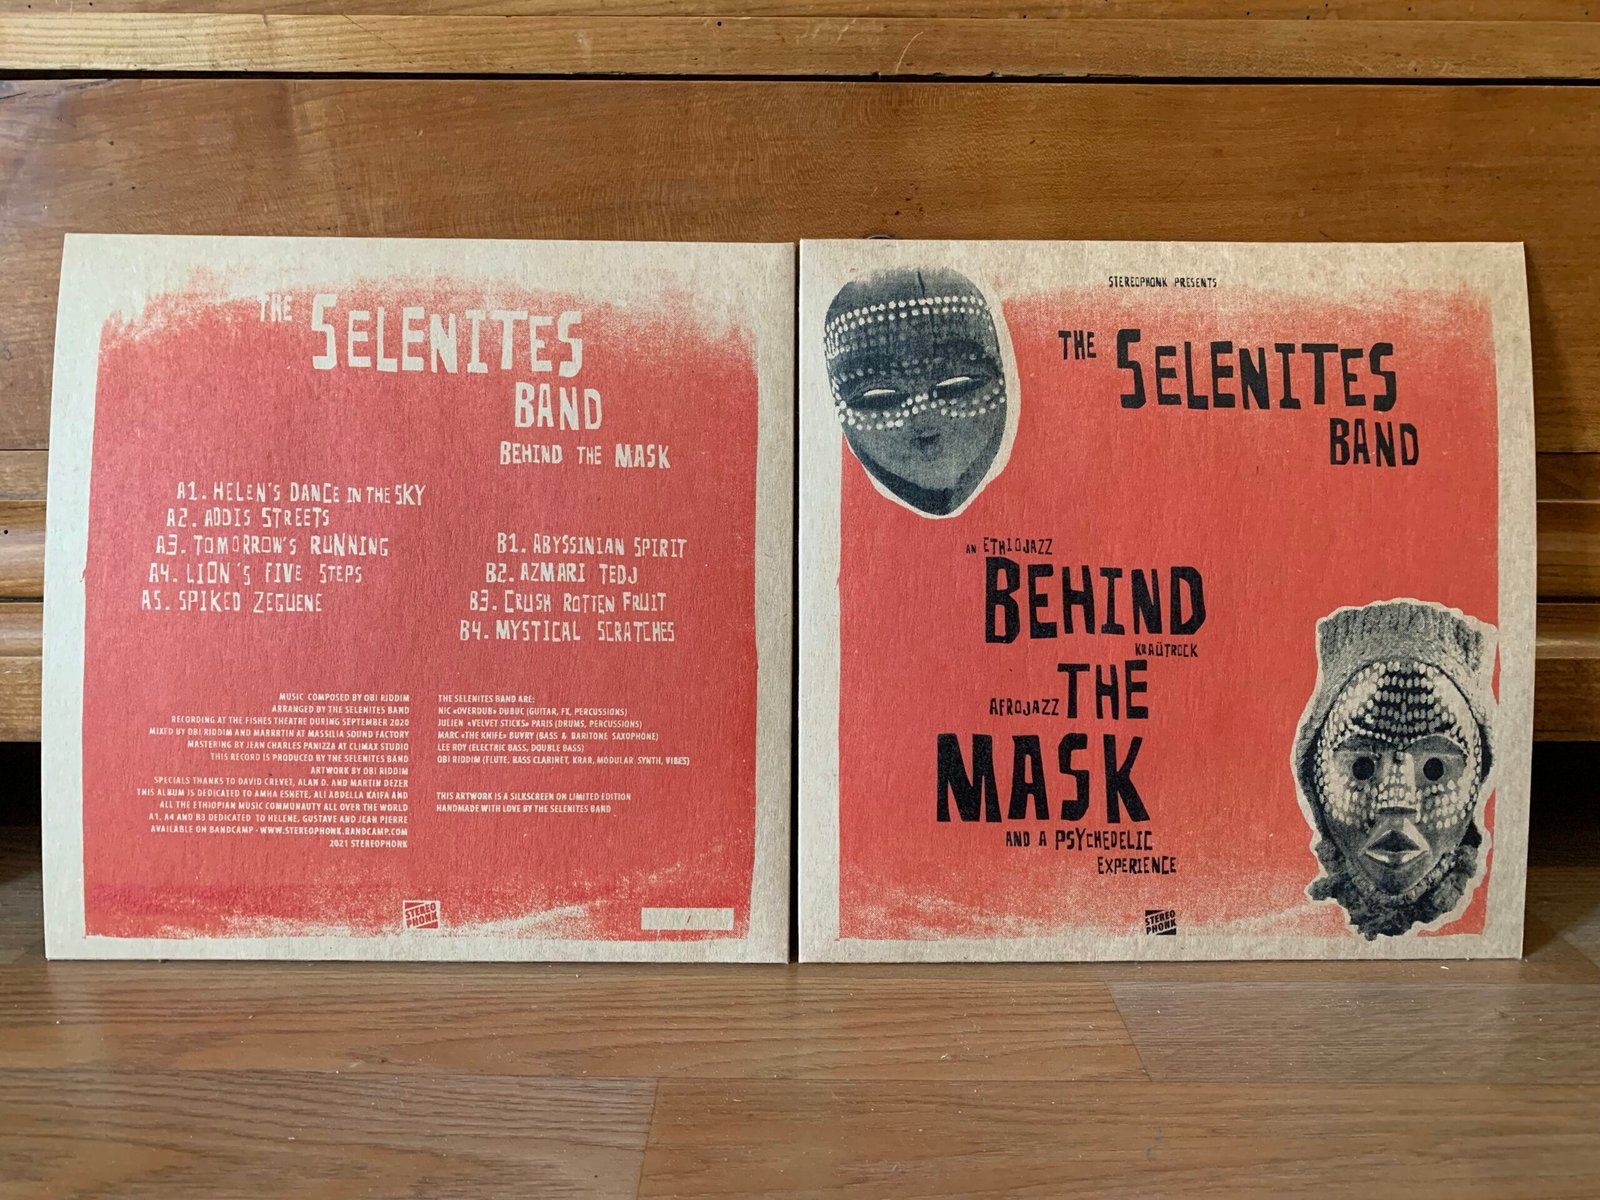 THE SELENITES
BAND
BEHIND THE MASK
A1. HELEN'S DANCE IN THE SKY
A2. ADDIS STREETS
A3. TOMORROW'S RUNNING
A4. LION'S FIVE STEPS
A5. SPIKED ZEGUENE
B1. ABYSSINIAN SPIRIT
B2. AZMARI TEDJ
B3. CRUSH ROTTEN FRUIT
B4. MYSTICAL SCRATCHES
MUSIC COMPOSED BY OBI RIDDIM
ARRANGED BY THE SELENITES BAND
RECORDING AT THE FISHES THEATRE DURING SEPTEMBER 2020
MIXED BY OBI RIDDIM AND MARRRTIN AT MASSILIA SOUND FACTORY
MASTERING BY JEAN CHARLES PANIZZA AT CLIMAX STUDIO
THIS RECORD IS PRODUCED BY THE SELENITES BAND
ARTWORK BY OBI RIDDIM
SPECIALS THANKS TO DAVID CREVET, ALAN D. AND MARTIN DEZER
THIS ALBUM IS DEDICATED TO AMHA ESHETE, ALI ABDELLA KAIFA AND
ALL THE ETHIOPIAN MUSIC COMMUNAUTY ALL OVER THE WORLD
A1, A4 AND B3 DEDICATED TO HELENE, GUSTAVE AND JEAN PIERRE
AVAILABLE ON BANDCAMP - WWW.STEREOPHONK.BANDCAMP.COM
2021 STEREOPHONK
THE SELENITES BAND ARE:
NIC «OVERDUB» DUBUC (GUITAR, FX, PERCUSSIONS)
JULIEN «VELVET STICKS» PARIS (DRUMS, PERCUSSIONS)
MARC «THE KNIFE» BUVRY (BASS & BARITONE SAXOPHONE)
LEE ROY (ELECTRIC BASS, DOUBLE BASS)
OBI RIDDIM (FLUTE, BASS CLARINET, KRAR, MODULAR SYNTH, VIBES)
THIS ARTWORK IS A SILKSCREEN ON LIMITED EDITION
HANDMADE WITH LOVE BY THE SELENITES BAND
STEREO
PHONK
STEREOPHONK PRESENTS
THE SELENITES
BAND
AN ETHIOJAZZ
BEHIND
KRAÜTROCK
THE
AFROJAZZ
MASK
AND A PSYCHEDELIC
EXPERIENCE
STEREO
PHONK